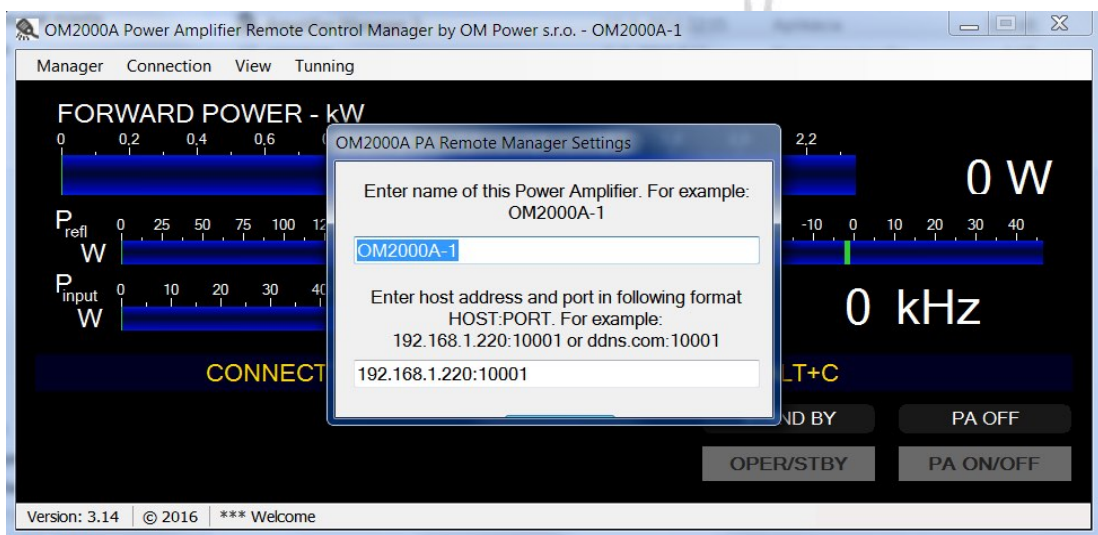 OM2000A Power Amplifier Remote Control Manager by OM Power s.r.o. - OM2000A-1
Manager Connection View Tunning
FORWARD POWER - kW
0 0,2 0,4 0,6 2,2
0 W
OM2000A PA Remote Manager Settings
Enter name of this Power Amplifier. For example:
OM2000A-1
OM2000A-1
Enter host address and port in following format
HOST:PORT. For example:
192.168.1.220:10001 or ddns.com:10001
192.168.1.220:10001
Prefl W
0 25 50 75 100
-10 0 10 20 30 40
Pinput W
0 10 20 30
0 kHz
CONNECT
LT+C
ND BY PA OFF
OPER/STBY PA ON/OFF
Version: 3.14 © 2016 *** Welcome